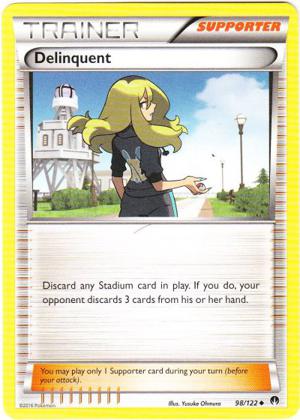 TRAINER SUPPORTER
Delinquent
Discard any Stadium card in play. If you do, your
opponent discards 3 cards from his or her hand.
You may play only 1 Supporter card during your turn (before
your attack).
©2016 Pokémon Illus. Yusuke Ohmura 98/122